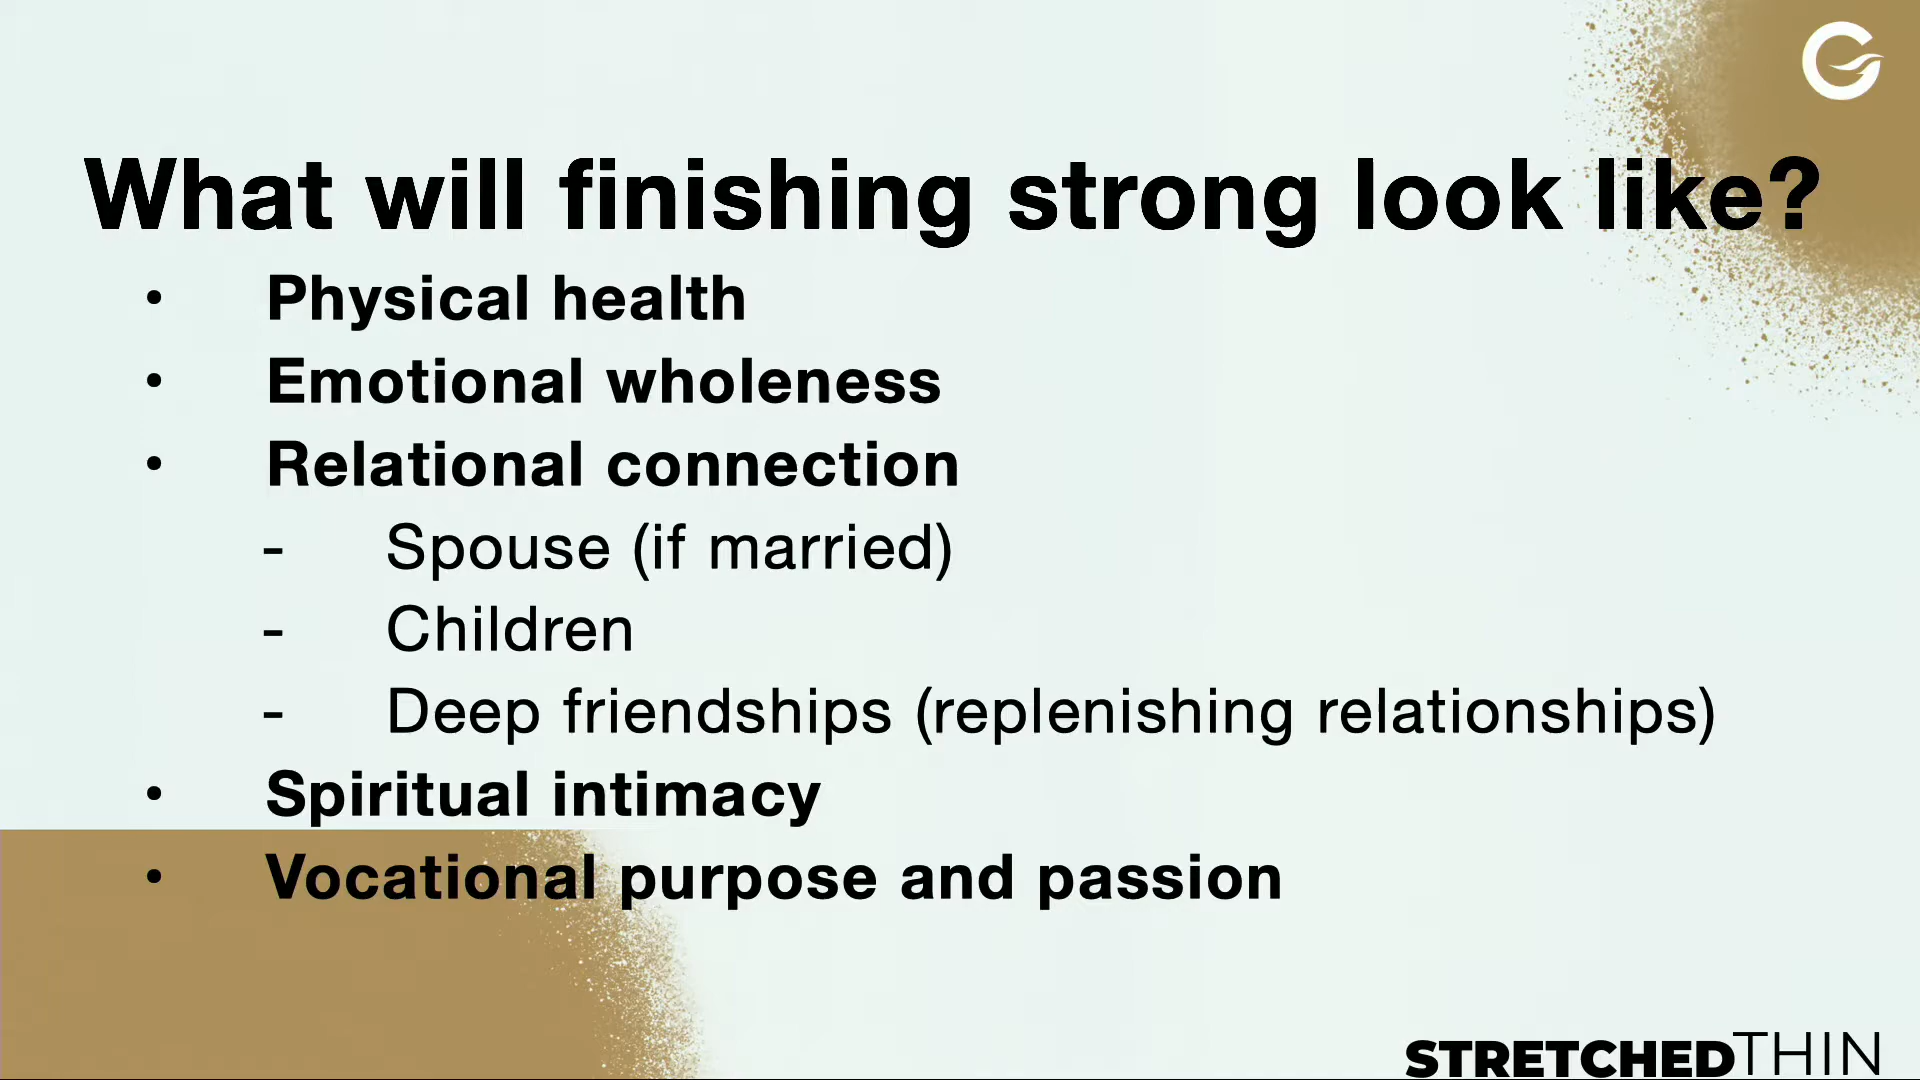 What will finishing strong look like?
• Physical health
• Emotional wholeness
• Relational connection
- Spouse (if married)
- Children
- Deep friendships (replenishing relationships)
• Spiritual intimacy
• Vocational purpose and passion
STRETCHEDTHIN